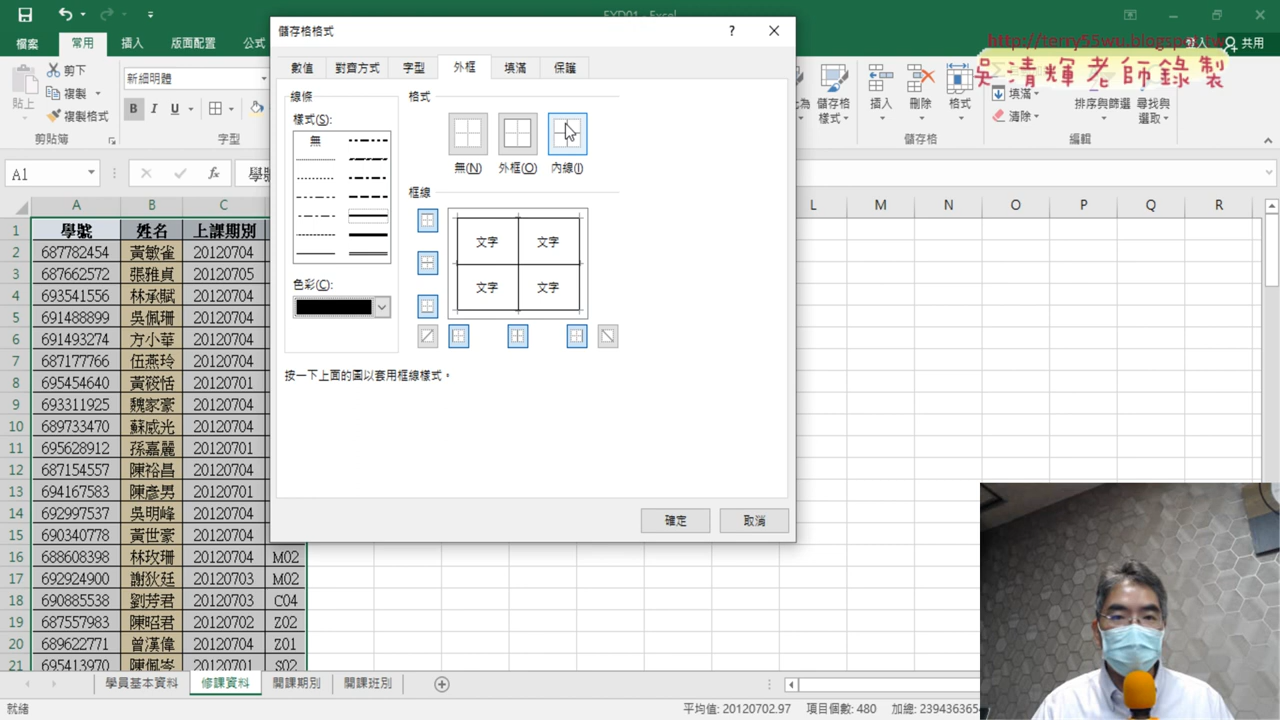 FYD01 - Excel
http://terry55wu.blogspot.tw
吳清輝老師錄製
登入 共用
檔案 常用 插入 版面配置 公式
剪下
複製
複製格式
貼上
剪貼簿
新細明體
B I U
字型
儲存格樣式
插入 刪除 格式
儲存格
填滿
清除
排序與篩選 尋找與選取
編輯
A1
儲存格格式
數值 對齊方式 字型 外框 填滿 保護
線條
樣式(S):
無
色彩(C):
格式
無(N) 外框(O) 內線(I)
框線
文字 文字
文字 文字
按一下上面的圖以套用框線樣式。
確定 取消
A B C L M N O P Q R
1 學號 姓名 上課期別
2 687782454 黃敏雀 20120704
3 687662572 張雅貞 20120705
4 693541556 林承賦 20120704
5 691488899 吳佩珊 20120704
6 691493274 方小華 20120704
7 687177766 伍燕玲 20120704
8 695454640 黃筱恬 20120701
9 693311925 魏家豪 20120704
10 689733470 蘇威光 20120704
11 695628912 孫嘉麗 20120701
12 687154557 陳裕昌 20120704
13 694167583 陳彥男 20120701
14 692997537 吳明峰 20120704
15 690340778 黃世豪 20120704
16 688608398 林玫珊 20120704 M02
17 692924900 謝狄廷 20120703 M02
18 690885538 劉芳君 20120703 C04
19 687557983 陳昭君 20120702 Z02
20 689622771 曾漢偉 20120704 Z01
21 695413970 陳佩岑 20120701 S02
學員基本資料 修課資料 開課期別 開課班別
就緒
平均值: 20120702.97 項目個數: 480 加總: 2394363654